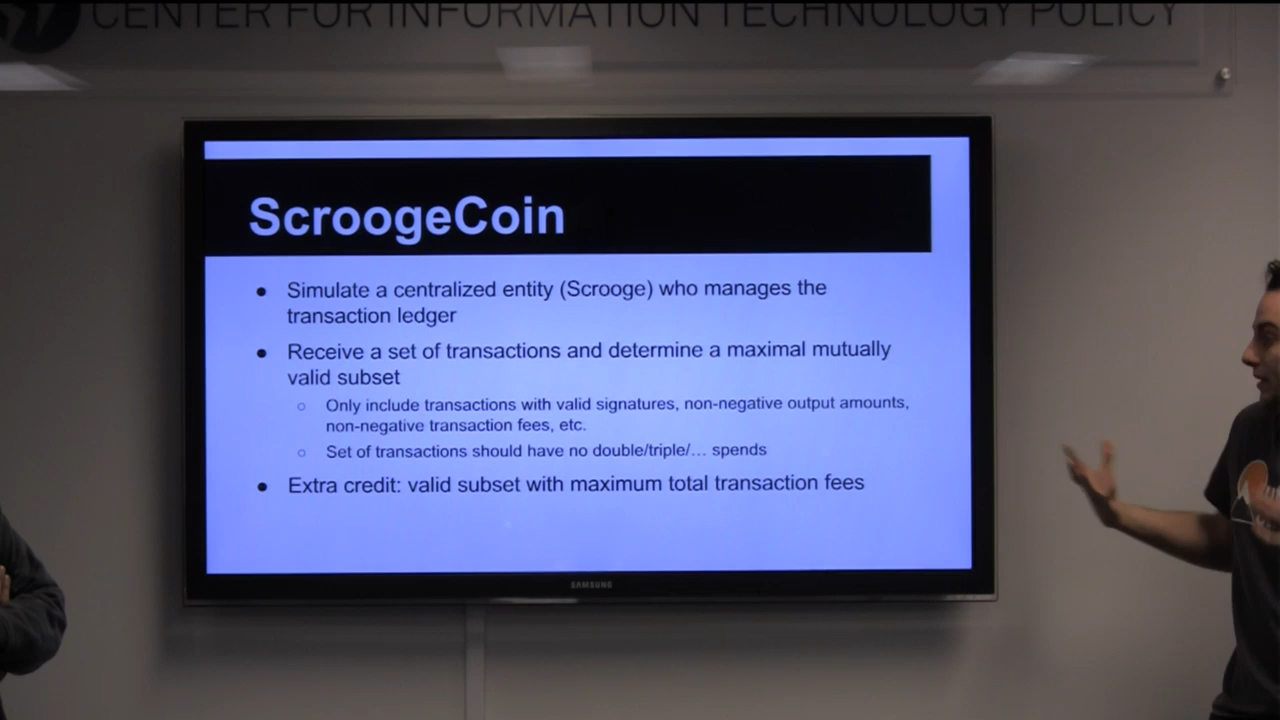 CENTER FOR INFORMATION TECHNOLOGY POLICY
ScroogeCoin
● Simulate a centralized entity (Scrooge) who manages the
transaction ledger
● Receive a set of transactions and determine a maximal mutually
valid subset
○ Only include transactions with valid signatures, non-negative output amounts,
non-negative transaction fees, etc.
○ Set of transactions should have no double/triple/… spends
● Extra credit: valid subset with maximum total transaction fees
SAMSUNG